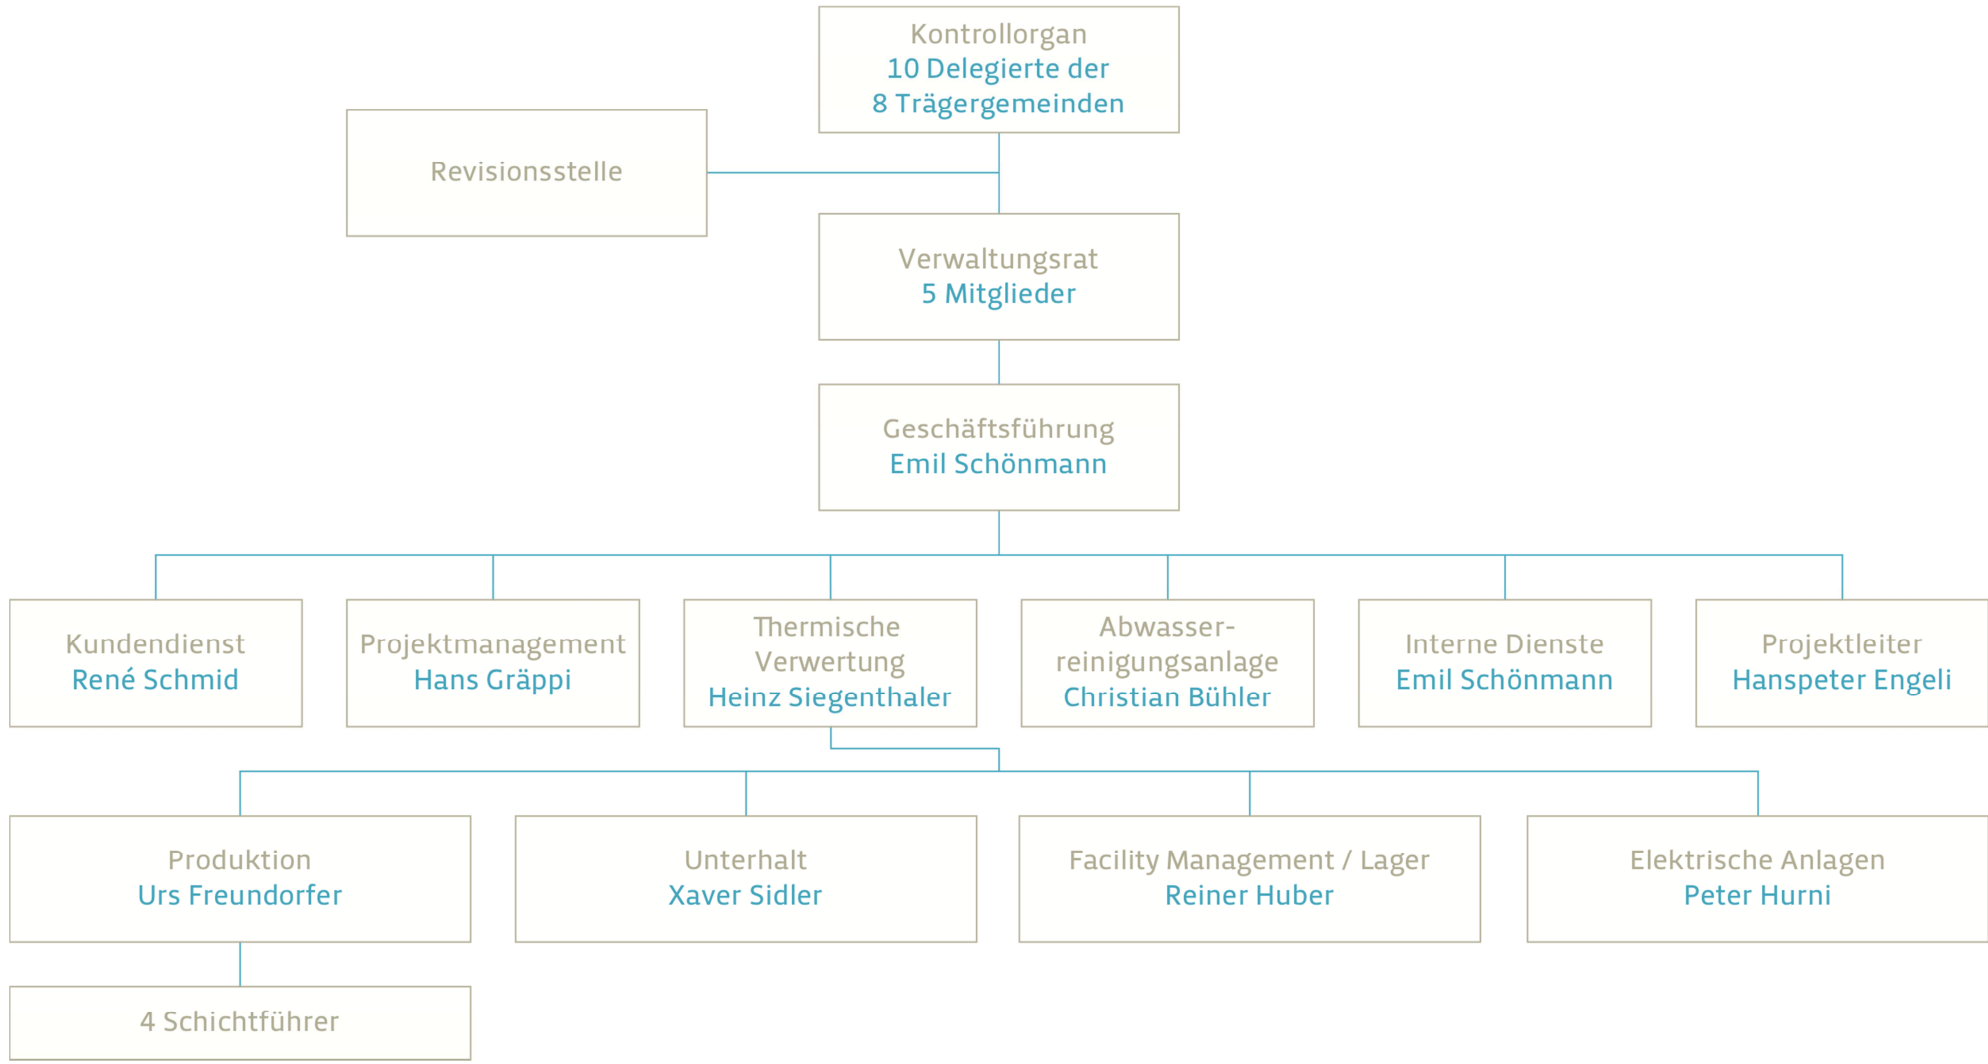 Kontrollorgan
10 Delegierte der
8 Trägergemeinden
Revisionsstelle
Verwaltungsrat
5 Mitglieder
Geschäftsführung
Emil Schönmann
Kundendienst
René Schmid
Projektmanagement
Hans Gräppi
Thermische
Verwertung
Heinz Siegenthaler
Abwasser-
reinigungsanlage
Christian Bühler
Interne Dienste
Emil Schönmann
Projektleiter
Hanspeter Engeli
Produktion
Urs Freundorfer
Unterhalt
Xaver Sidler
Facility Management / Lager
Reiner Huber
Elektrische Anlagen
Peter Hurni
4 Schichtführer